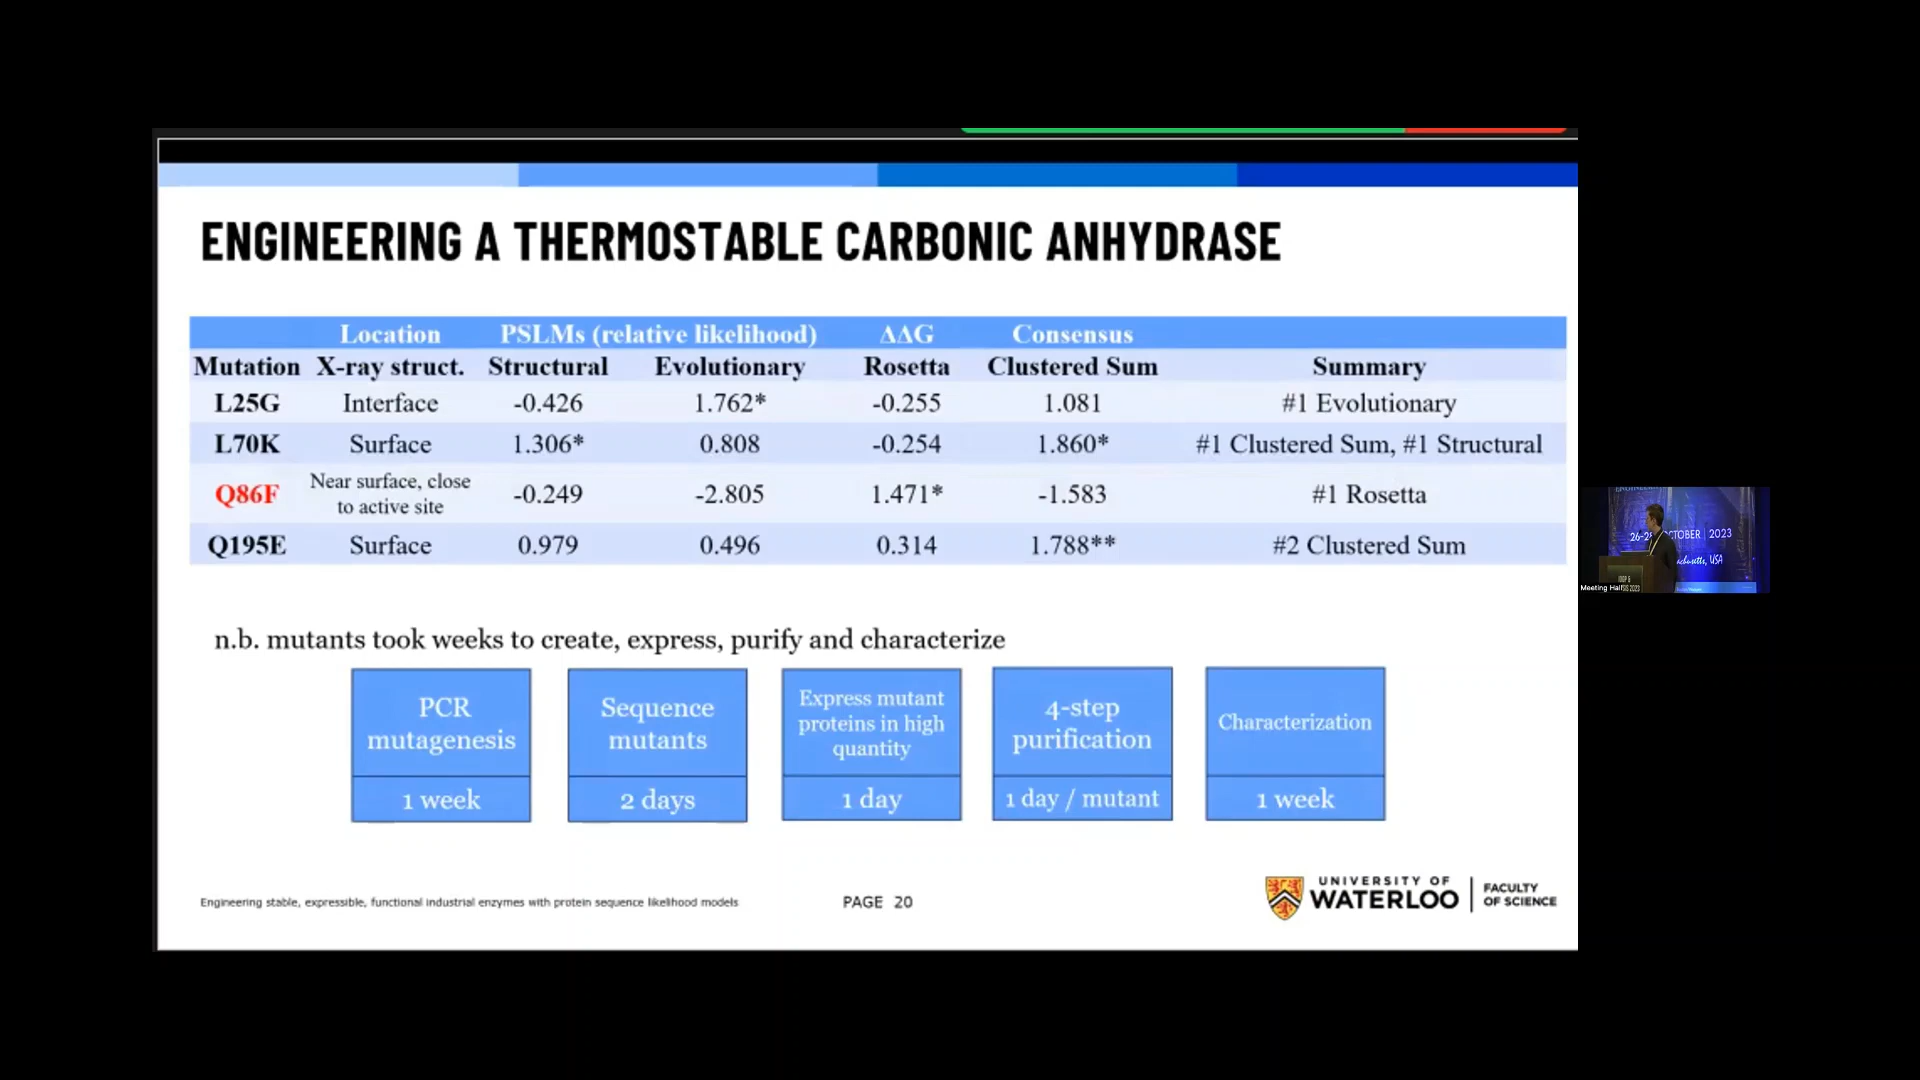 ENGINEERING A THERMOSTABLE CARBONIC ANHYDRASE
Location PSLMs (relative likelihood) ΔΔG Consensus
Mutation X-ray struct. Structural Evolutionary Rosetta Clustered Sum Summary
L25G Interface -0.426 1.762* -0.255 1.081 #1 Evolutionary
L70K Surface 1.306* 0.808 -0.254 1.860* #1 Clustered Sum, #1 Structural
Q86F Near surface, close to active site -0.249 -2.805 1.471* -1.583 #1 Rosetta
Q195E Surface 0.979 0.496 0.314 1.788** #2 Clustered Sum
n.b. mutants took weeks to create, express, purify and characterize
PCR
mutagenesis
1 week
Sequence
mutants
2 days
Express mutant
proteins in high
quantity
1 day
4-step
purification
1 day / mutant
Characterization
1 week
Engineering stable, expressible, functional industrial enzymes with protein sequence likelihood models
PAGE 20
UNIVERSITY OF
WATERLOO
FACULTY
OF SCIENCE
OCTOBER | 2023
USA
Meeting Hall
2023